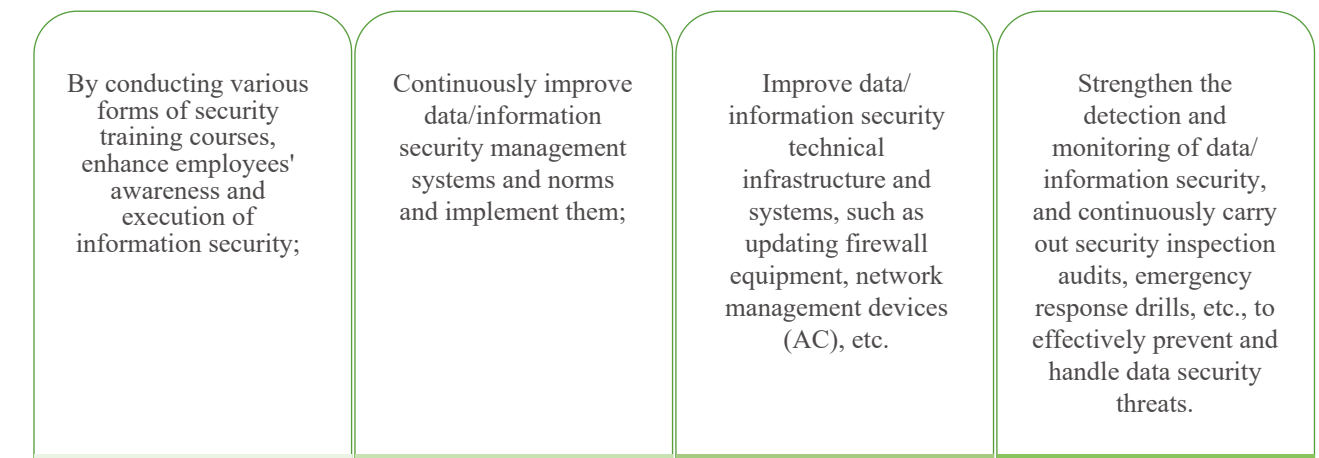 By conducting various
forms of security
training courses,
enhance employees'
awareness and
execution of
information security;
Continuously improve
data/information
security management
systems and norms
and implement them;
Improve data/
information security
technical
infrastructure and
systems, such as
updating firewall
equipment, network
management devices
(AC), etc.
Strengthen the
detection and
monitoring of data/
information security,
and continuously carry
out security inspection
audits, emergency
response drills, etc., to
effectively prevent and
handle data security
threats.